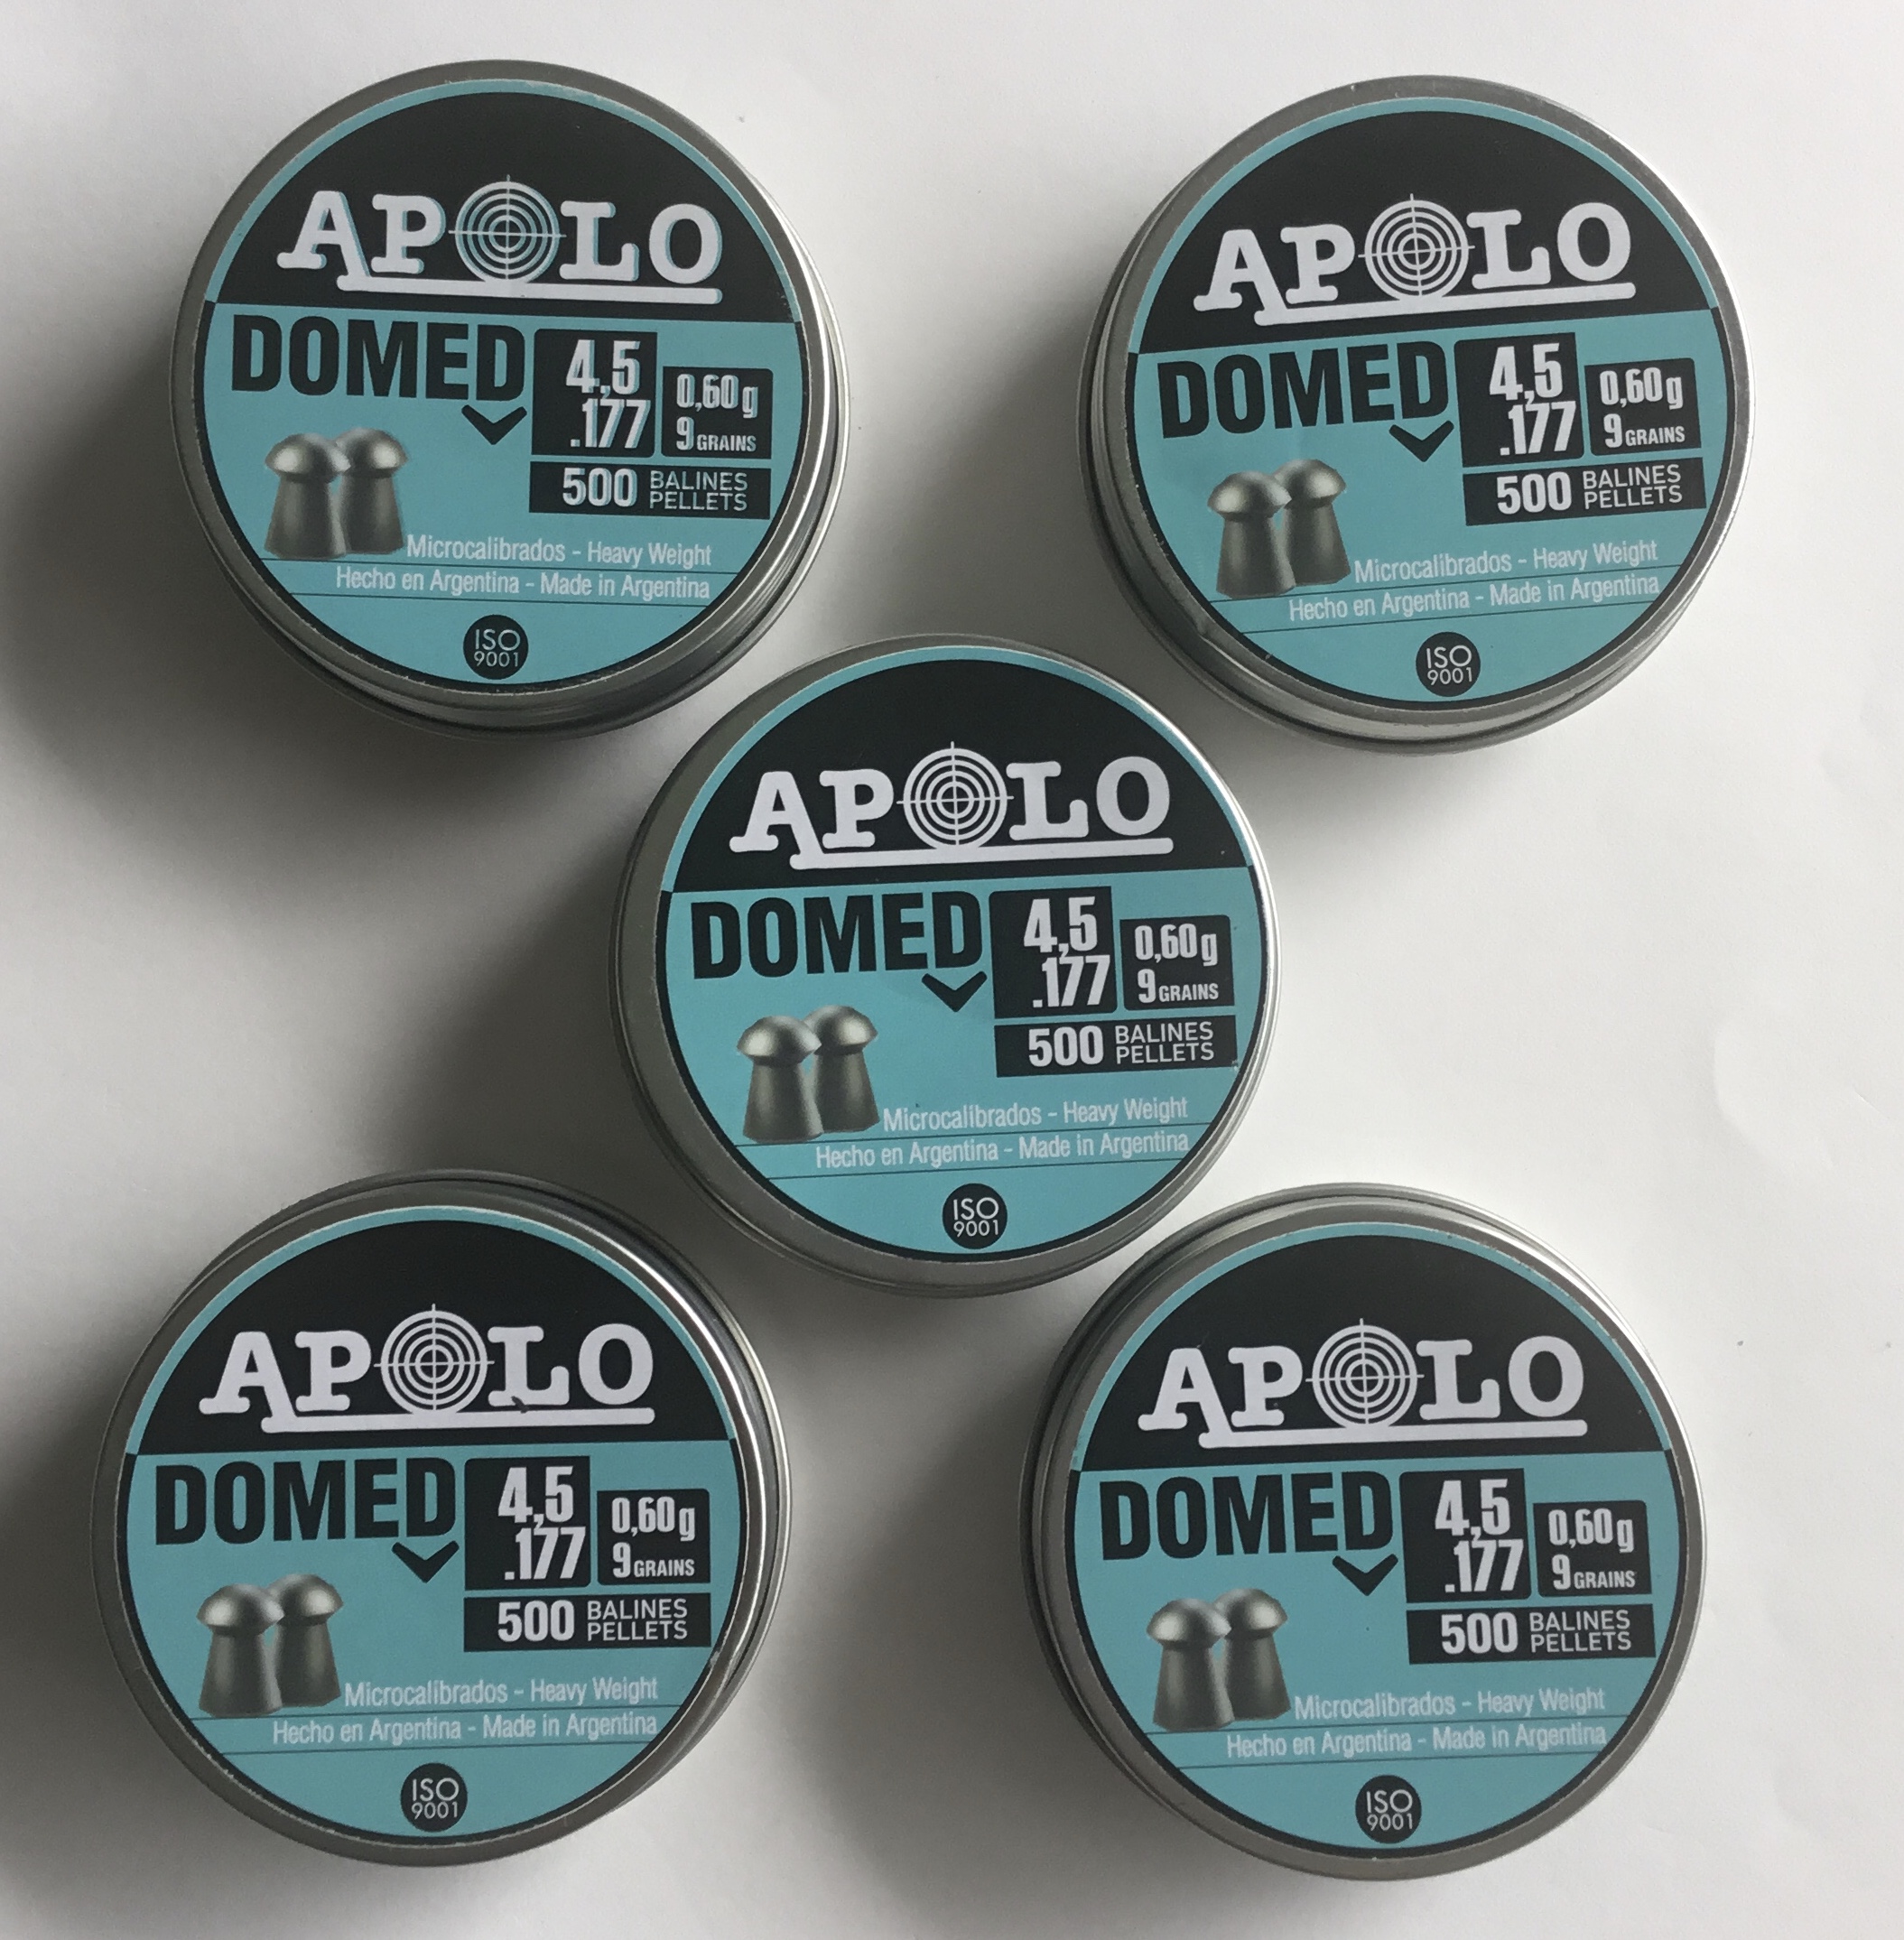 APOLO
DOMED
4,5
.177
0,60g
9 GRAINS
500 BALINES
PELLETS
Microcalibrados - Heavy Weight
Hecho en Argentina - Made in Argentina
ISO
9001
APOLO
DOMED
4,5
.177
0,60g
9 GRAINS
500 BALINES
PELLETS
Microcalibrados - Heavy Weight
Hecho en Argentina - Made in Argentina
ISO
9001
APOLO
DOMED
4,5
.177
0,60g
9 GRAINS
500 BALINES
PELLETS
Microcalibrados - Heavy Weight
Hecho en Argentina - Made in Argentina
ISO
9001
APOLO
DOMED
4,5
.177
0,60g
9 GRAINS
500 BALINES
PELLETS
Microcalibrados - Heavy Weight
Hecho en Argentina - Made in Argentina
ISO
9001
APOLO
DOMED
4,5
.177
0,60g
9 GRAINS
500 BALINES
PELLETS
Microcalibrados - Heavy Weight
Hecho en Argentina - Made in Argentina
ISO
9001